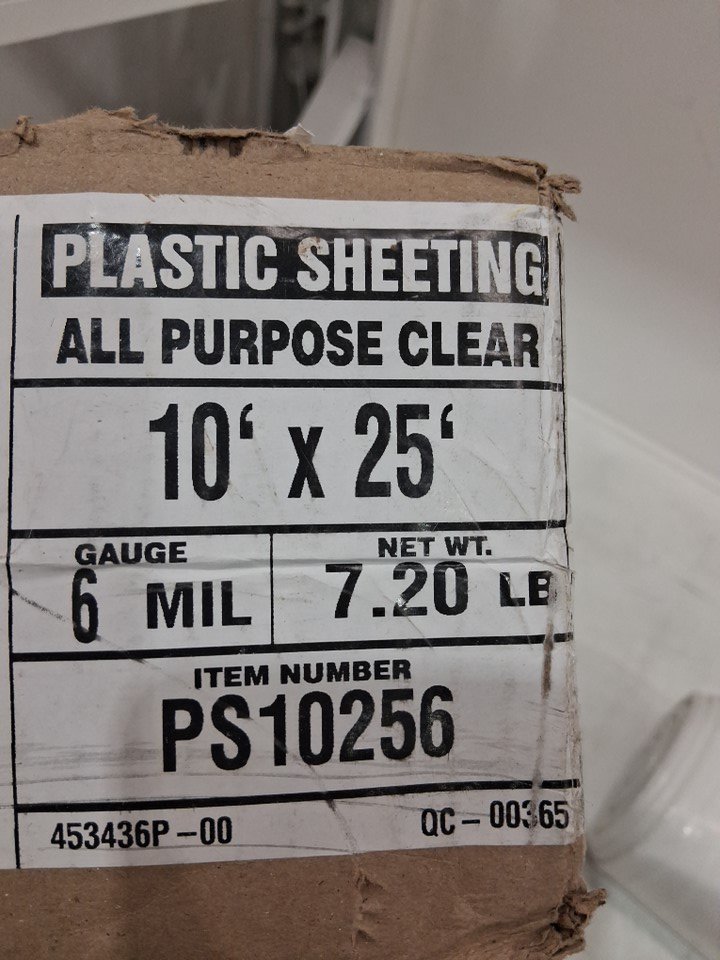 PLASTIC SHEETING
ALL PURPOSE CLEAR
10‘ x 25‘
GAUGE
6 MIL
NET WT.
7.20 LB
ITEM NUMBER
PS10256
453436P –00
QC – 00365